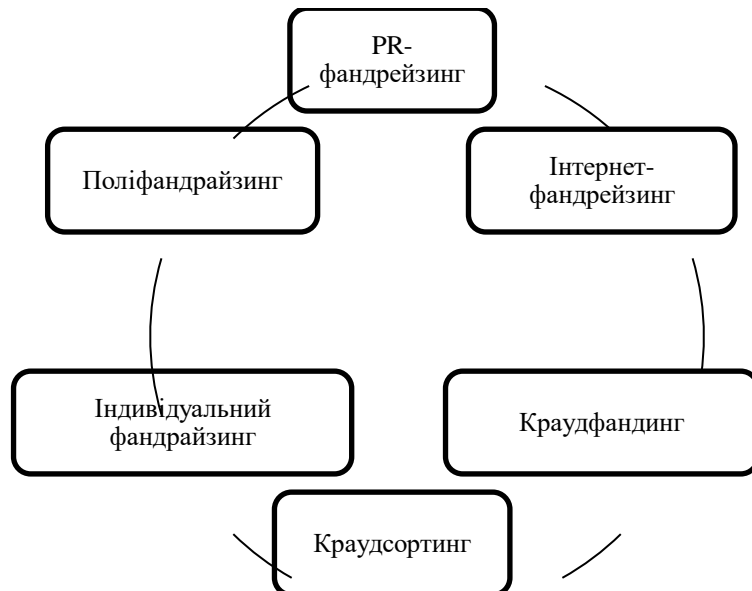 PR-
фандрейзинг
Інтернет-
фандрейзинг
Краудфандинг
Краудсортинг
Індивідуальний
фандрайзинг
Поліфандрайзинг